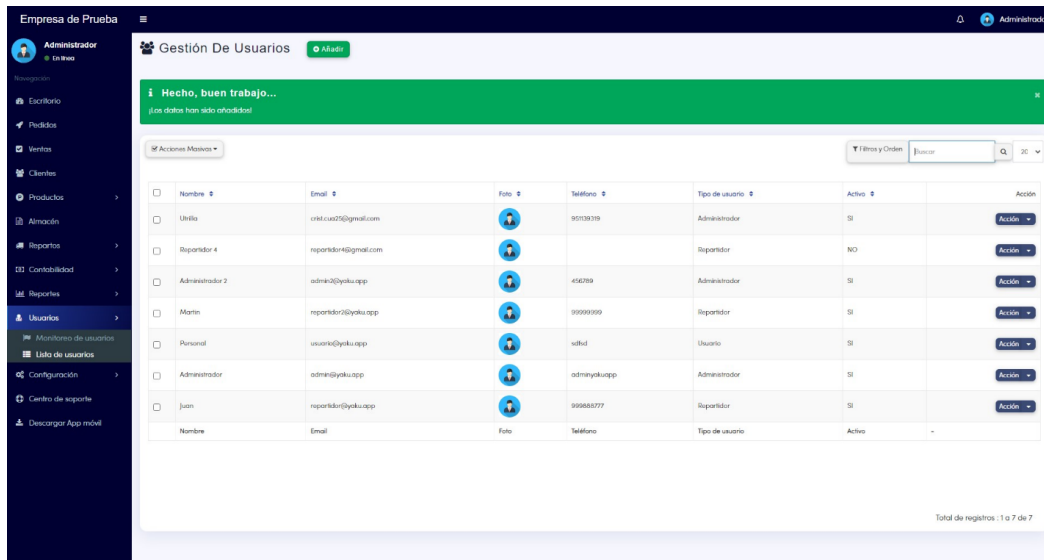 Empresa de Prueba
Administrador
Administrador
En línea
Navegación
Escritorio
Pedidos
Ventas
Clientes
Productos
Almacén
Repartos
Contabilidad
Reportes
Usuarios
Monitoreo de usuarios
Lista de usuarios
Configuración
Centro de soporte
Descargar App móvil
Gestión De Usuarios
Añadir
Hecho, buen trabajo...
¡Los datos han sido añadidos!
Acciones Masivas
Filtros y Orden Buscar 20
Nombre Email Foto Teléfono Tipo de usuario Activo Acción
Utrilla crist.cua25@gmail.com 951139319 Administrador SI Acción
Repartidor 4 repartidor4@gmail.com Repartidor NO Acción
Administrador 2 admin2@yaku.app 456789 Administrador SI Acción
Martin repartidor2@yaku.app 99999999 Repartidor SI Acción
Personal usuario@yaku.app sdfsd Usuario SI Acción
Administrador admin@yaku.app adminyakuapp Administrador SI Acción
Juan repartidor@yaku.app 999888777 Repartidor SI Acción
Nombre Email Foto Teléfono Tipo de usuario Activo -
Total de registros : 1 a 7 de 7